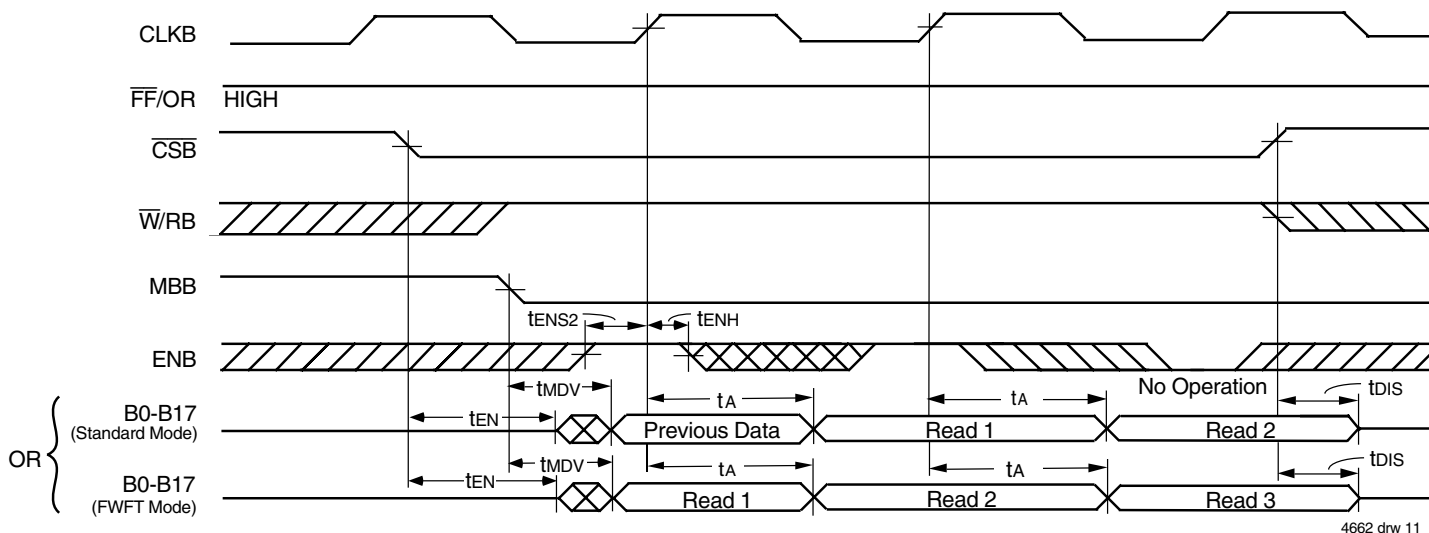 CLKB
F̅F̅/OR HIGH
C̅S̅B̅
W̅/RB
MBB
tENS2 tENH
ENB
No Operation
tMDV tA tA tDIS
tEN
B0-B17
(Standard Mode)
Previous Data Read 1 Read 2
OR
tMDV tA tA tDIS
tEN
B0-B17
(FWFT Mode)
Read 1 Read 2 Read 3
4662 drw 11